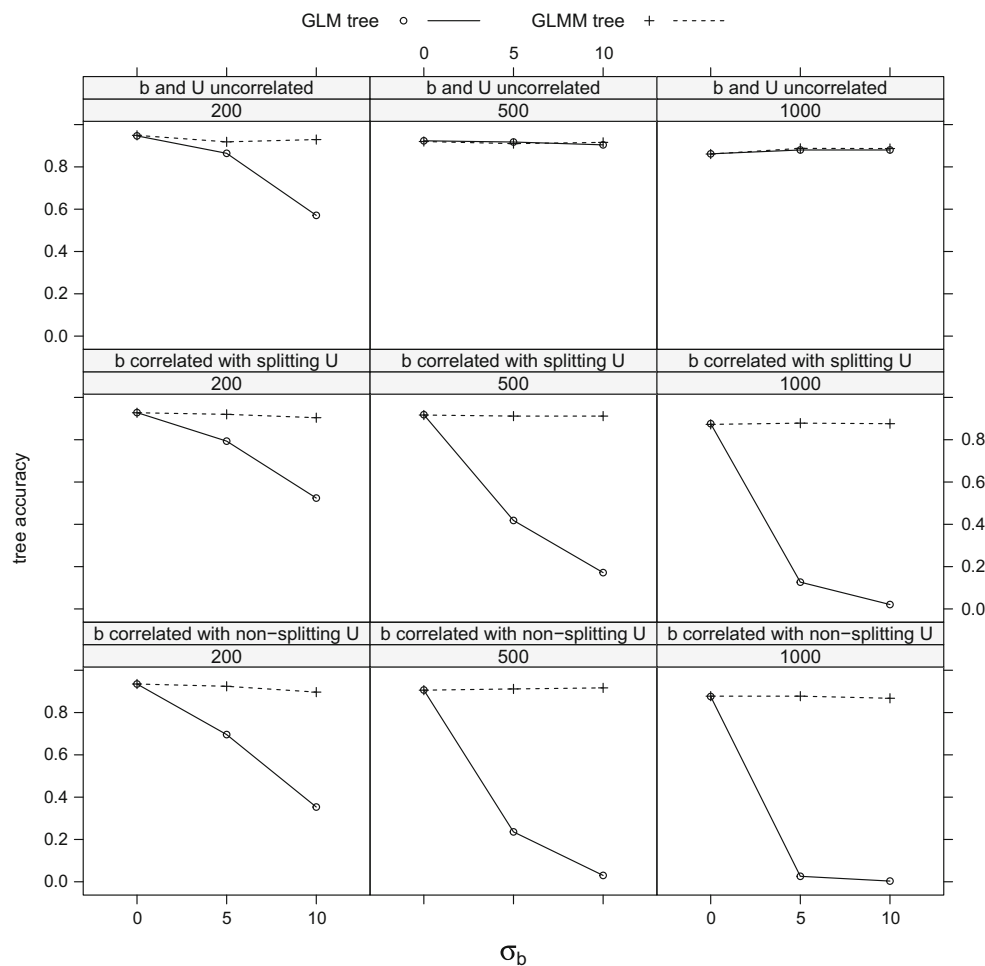 GLM tree GLMM tree
0 5 10
b and U uncorrelated b and U uncorrelated b and U uncorrelated
200 500 1000
0.8
0.6
0.4
0.2
0.0
b correlated with splitting U b correlated with splitting U b correlated with splitting U
200 500 1000
tree accuracy
0.8
0.6
0.4
0.2
0.0
b correlated with non−splitting U b correlated with non−splitting U b correlated with non−splitting U
200 500 1000
0.8
0.6
0.4
0.2
0.0
0 5 10 0 5 10
σb